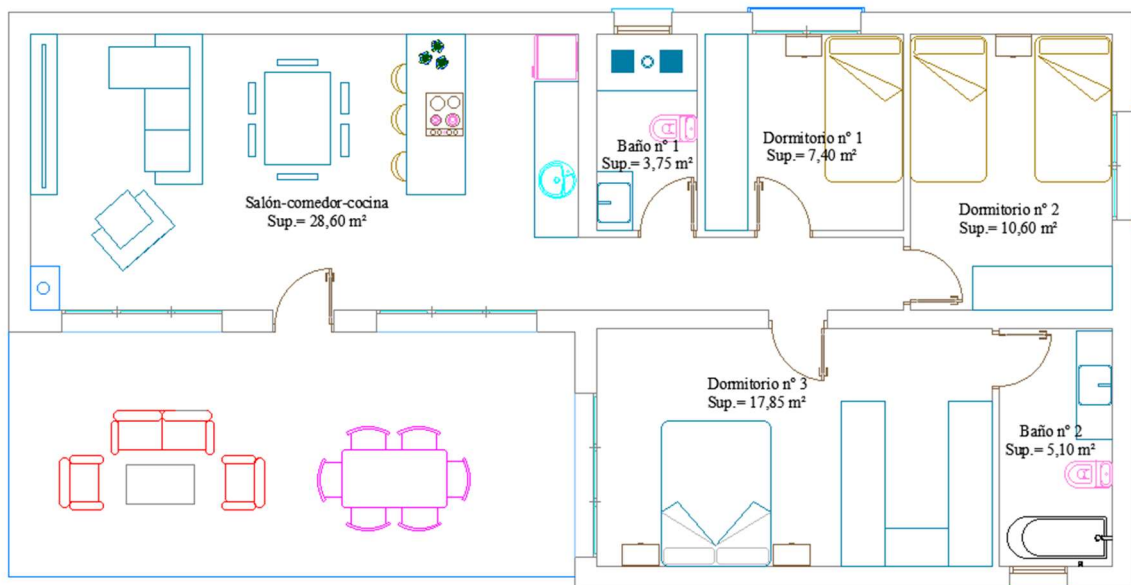 Baño nº 1
Sup.= 3,75 m²
Dormitorio nº 1
Sup.= 7,40 m²
Salón-comedor-cocina
Sup.= 28,60 m²
Dormitorio nº 2
Sup.= 10,60 m²
Dormitorio nº 3
Sup.= 17,85 m²
Baño nº 2
Sup.= 5,10 m²